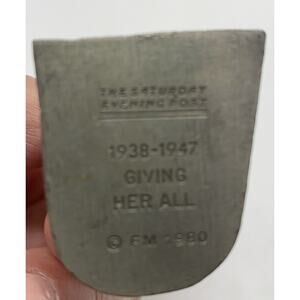 THE SATURDAY
EVENING POST
1938-1947
GIVING
HER ALL
© FM 1980